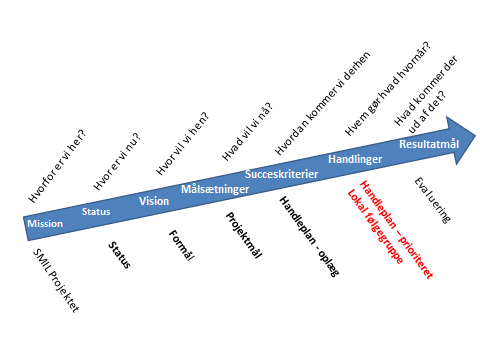 Hvorfor er vi her?
Hvor er vi nu?
Hvor vil vi hen?
Hvad vil vi nå?
Hvordan kommer vi derhen
Hvem gør hvad hvornår?
Hvad kommer der
ud af det?
Mission
Status
Vision
Målsætninger
Succeskriterier
Handlinger
Resultatmål
SMIL Projektet
Status
Formål
Projektmål
Handleplan - oplæg
Handleplan – prioriteret
Lokal følgegruppe
Evaluering